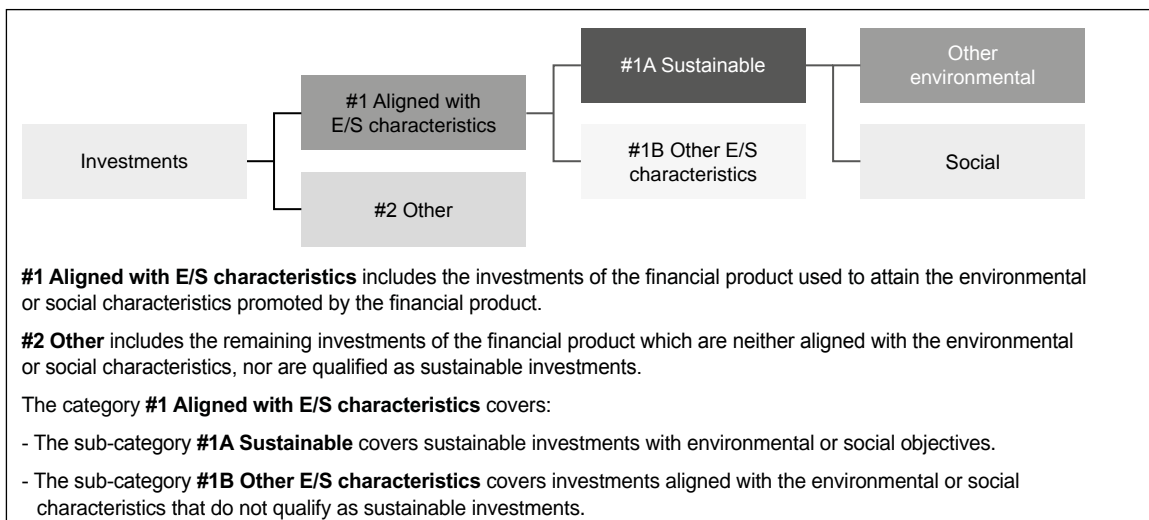 Investments
#1 Aligned with
E/S characteristics
#2 Other
#1A Sustainable
#1B Other E/S
characteristics
Other
environmental
Social
#1 Aligned with E/S characteristics includes the investments of the financial product used to attain the environmental
or social characteristics promoted by the financial product.
#2 Other includes the remaining investments of the financial product which are neither aligned with the environmental
or social characteristics, nor are qualified as sustainable investments.
The category #1 Aligned with E/S characteristics covers:
- The sub-category #1A Sustainable covers sustainable investments with environmental or social objectives.
- The sub-category #1B Other E/S characteristics covers investments aligned with the environmental or social
characteristics that do not qualify as sustainable investments.